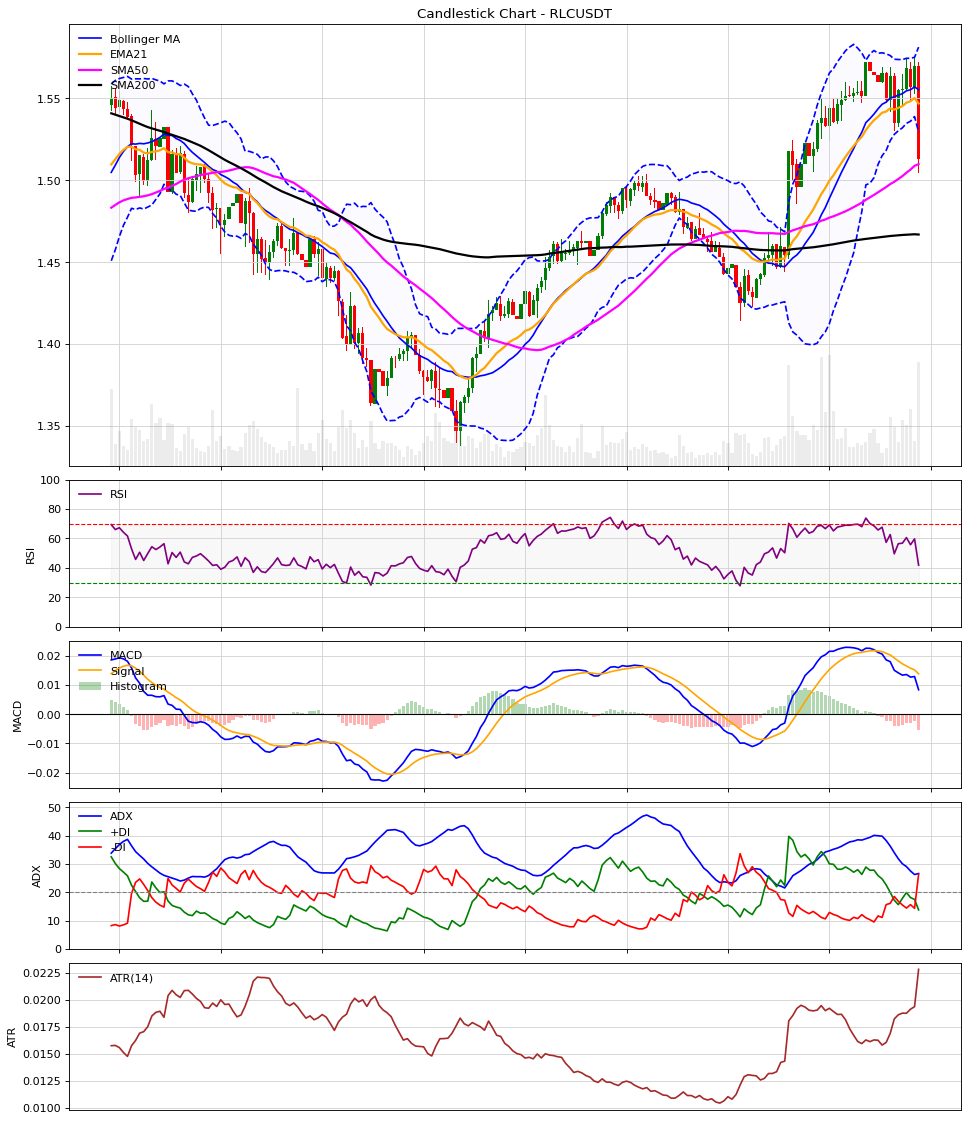 Candlestick Chart - RLCUSDT
Bollinger MA
EMA21
SMA50
SMA200
1.55
1.50
1.45
1.40
1.35
RSI
RSI
100
80
60
40
20
0
MACD
Signal
Histogram
MACD
0.02
0.01
0.00
−0.01
−0.02
ADX
+DI
-DI
ADX
50
40
30
20
10
0
ATR(14)
ATR
0.0225
0.0200
0.0175
0.0150
0.0125
0.0100